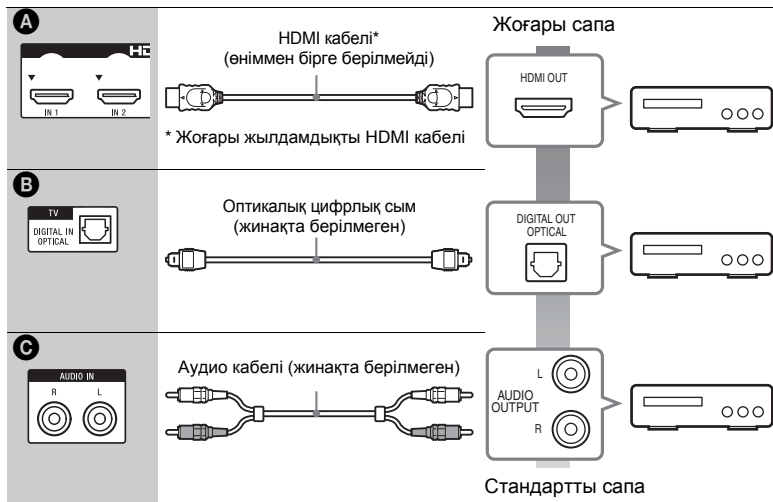 A
HDMI кабелі*
(өніммен бірге берілмейді)
Жоғары сапа
IN 1
IN 2
HDMI OUT
* Жоғары жылдамдықты HDMI кабелі
B
TV
DIGITAL IN
OPTICAL
Оптикалық цифрлық сым
(жинақта берілмеген)
DIGITAL OUT
OPTICAL
C
AUDIO IN
R
L
Аудио кабелі (жинақта берілмеген)
L
AUDIO
OUTPUT
R
Стандартты сапа